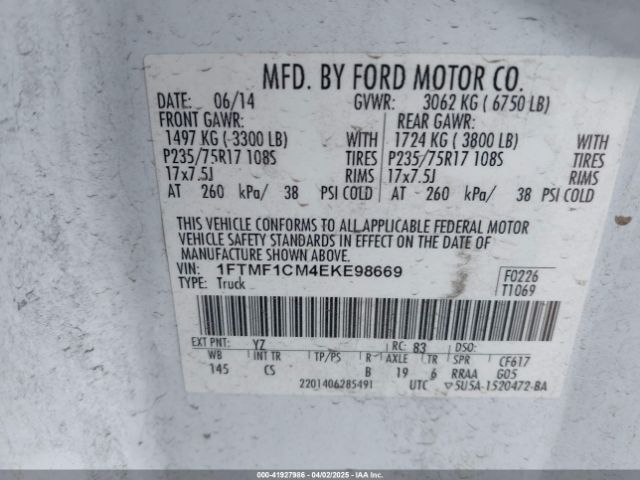 MFD. BY FORD MOTOR CO.
DATE: 06/14 GVWR: 3062 KG ( 6750 LB)
FRONT GAWR: REAR GAWR:
1497 KG ( 3300 LB) WITH 1724 KG ( 3800 LB) WITH
P235/75R17 108S TIRES P235/75R17 108S TIRES
17x7.5J RIMS 17x7.5J RIMS
AT 260 kPa/ 38 PSI COLD AT 260 kPa/ 38 PSI COLD
THIS VEHICLE CONFORMS TO ALL APPLICABLE FEDERAL MOTOR
VEHICLE SAFETY STANDARDS IN EFFECT ON THE DATE OF
MANUFACTURE SHOWN ABOVE.
VIN: 1FTMF1CM4EKE98669 F0226
TYPE: Truck T1069
EXT PNT: YZ RC: 83 DSO:
WB INT TR TP/PS R AXLE TR SPR CF617
145 CS B 19 6 RRAA G05
2201406285491 UTC ▽5U5A-1520472-BA
STOCK #: 41927986 04/02/2025 IAAI.COM